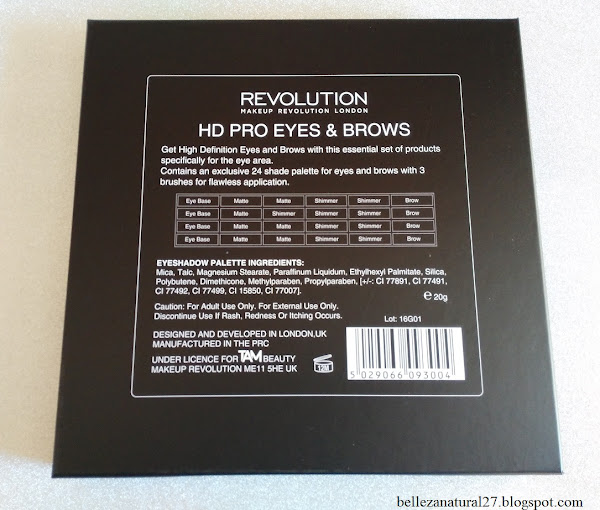 REVOLUTION
MAKEUP REVOLUTION LONDON
HD PRO EYES & BROWS
Get High Definition Eyes and Brows with this essential set of products
specifically for the eye area.
Contains an exclusive 24 shade palette for eyes and brows with 3
brushes for flawless application.
Eye Base Matte Matte Shimmer Shimmer Brow
Eye Base Matte Shimmer Shimmer Shimmer Brow
Eye Base Matte Matte Shimmer Shimmer Brow
Eye Base Matte Matte Shimmer Shimmer Brow
EYESHADOW PALETTE INGREDIENTS:
Mica, Talc, Magnesium Stearate, Paraffinum Liquidum, Ethylhexyl Palmitate, Silica,
Polybutene, Dimethicone, Methylparaben, Propylparaben, [+/-: CI 77891, CI 77491,
CI 77492, CI 77499, CI 15850, CI 77007].
℮ 20g
Caution: For Adult Use Only. For External Use Only.
Discontinue Use If Rash, Redness Or Itching Occurs.
Lot: 16G01
DESIGNED AND DEVELOPED IN LONDON,UK
MANUFACTURED IN THE PRC
UNDER LICENCE FOR TAM BEAUTY
MAKEUP REVOLUTION ME11 5HE UK
12M
5 029066 093004
bellezanatural27.blogspot.com